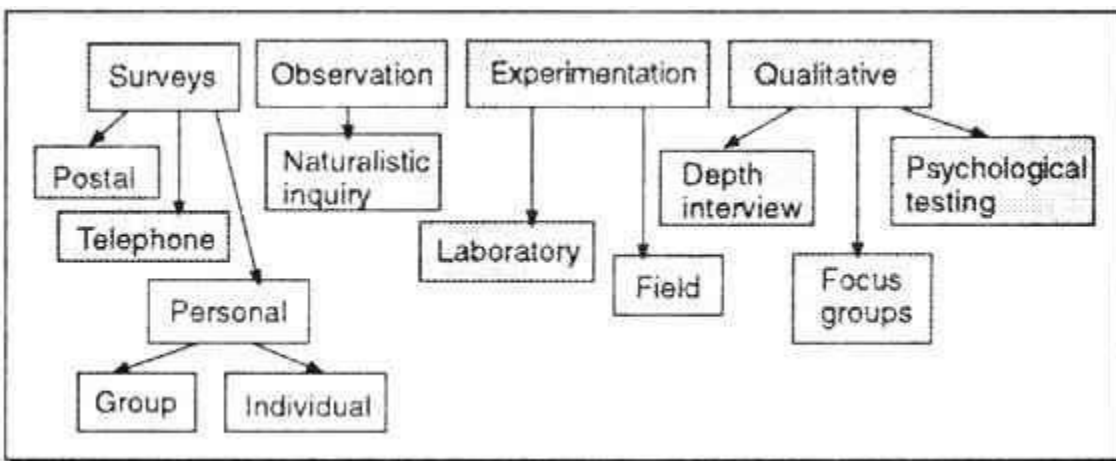 Surveys
Observation
Experimentation
Qualitative
Postal
Naturalistic
inquiry
Depth
interview
Psychological
testing
Telephone
Laboratory
Field
Focus
groups
Personal
Group
Individual